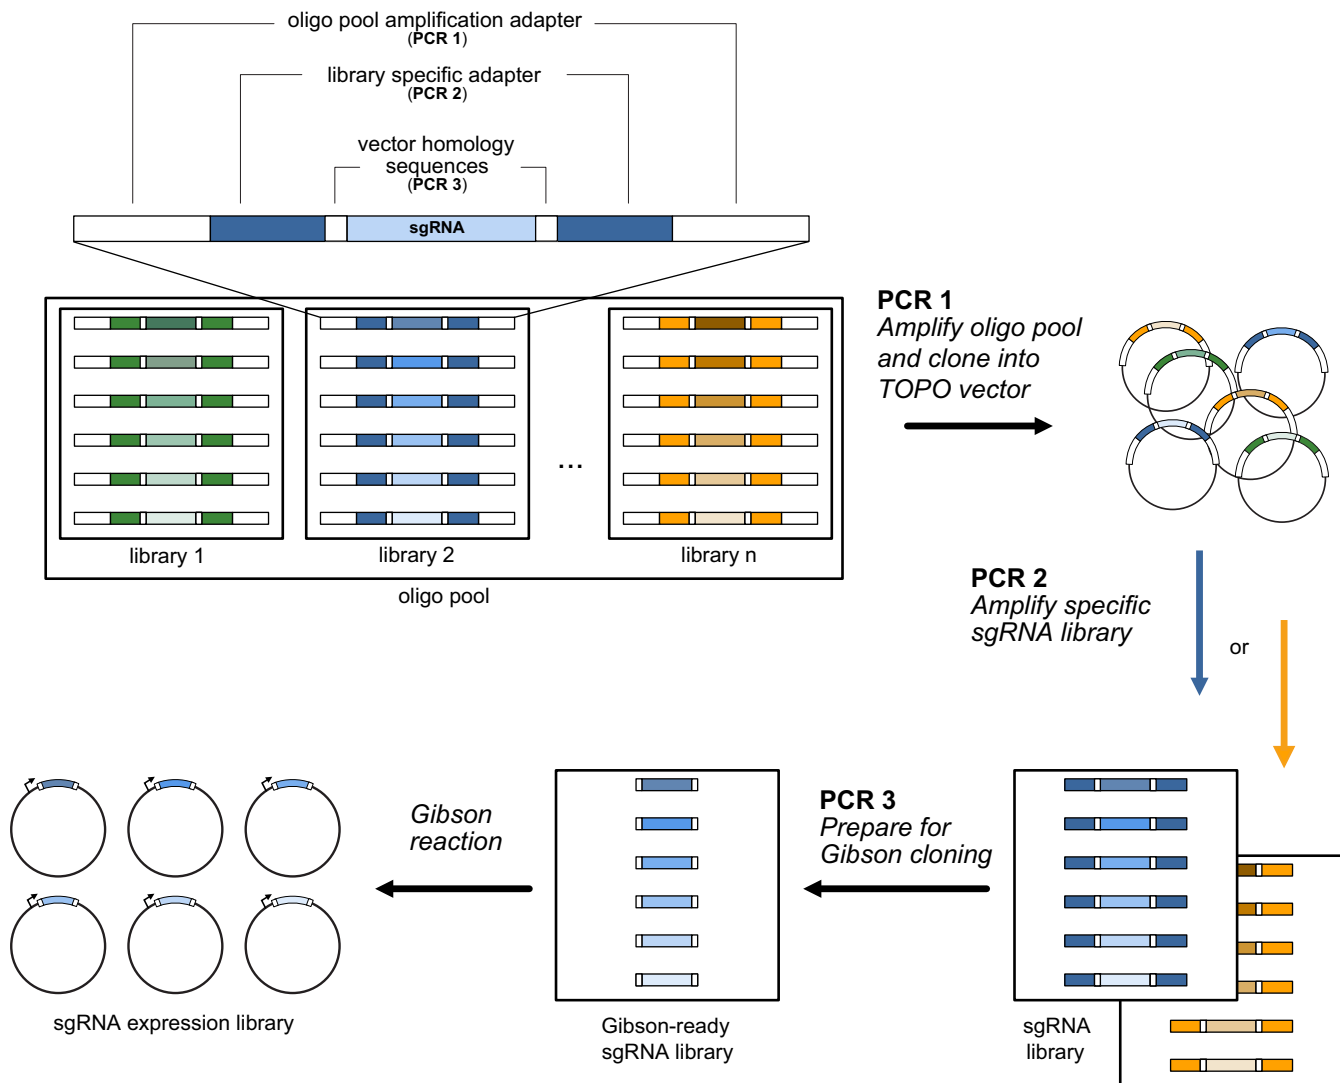 oligo pool amplification adapter
(PCR 1)
library specific adapter
(PCR 2)
vector homology
sequences
(PCR 3)
sgRNA
library 1
library 2
...
library n
oligo pool
PCR 1
Amplify oligo pool
and clone into
TOPO vector
PCR 2
Amplify specific
sgRNA library
or
sgRNA
library
PCR 3
Prepare for
Gibson cloning
Gibson-ready
sgRNA library
Gibson
reaction
sgRNA expression library